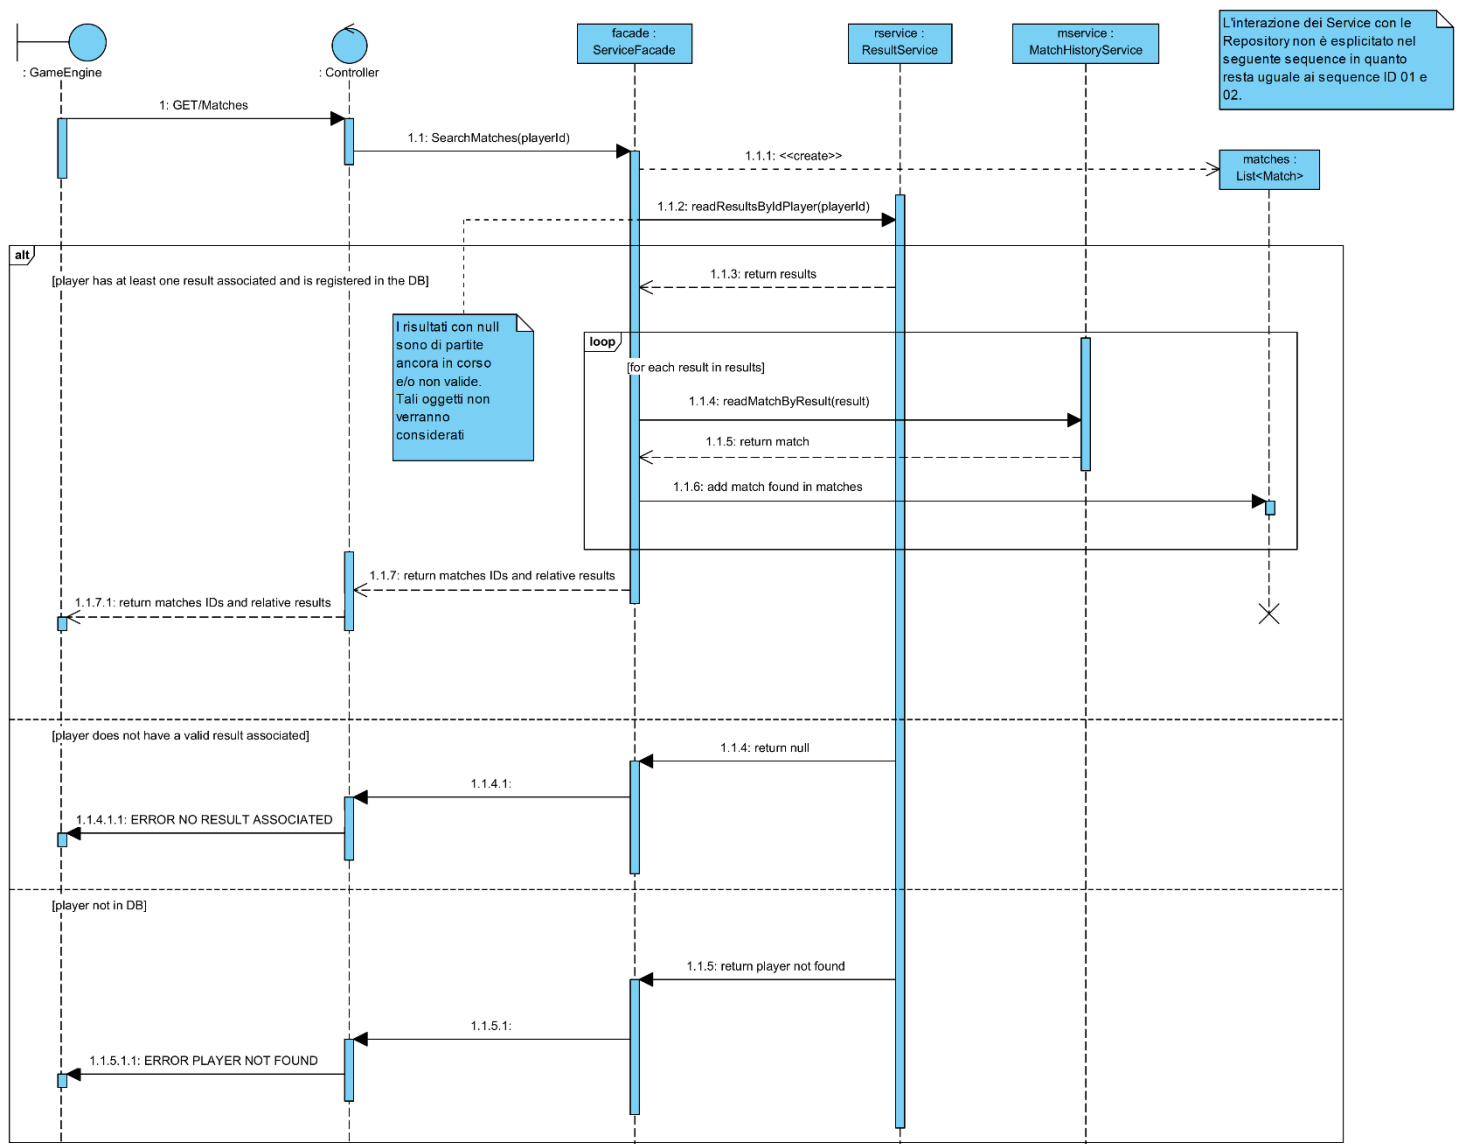 : GameEngine
: Controller
facade :
ServiceFacade
rservice :
ResultService
mservice :
MatchHistoryService
L'interazione dei Service con le
Repository non è esplicitato nel
seguente sequence in quanto
resta uguale ai sequence ID 01 e
02.
1: GET/Matches
1.1: SearchMatches(playerId)
1.1.1: <<create>>
matches :
List<Match>
1.1.2: readResultsByIdPlayer(playerId)
alt
[player has at least one result associated and is registered in the DB]
1.1.3: return results
I risultati con null
sono di partite
ancora in corso
e/o non valide.
Tali oggetti non
verranno
considerati
loop
[for each result in results]
1.1.4: readMatchByResult(result)
1.1.5: return match
1.1.6: add match found in matches
1.1.7: return matches IDs and relative results
1.1.7.1: return matches IDs and relative results
[player does not have a valid result associated]
1.1.4: return null
1.1.4.1:
1.1.4.1.1: ERROR NO RESULT ASSOCIATED
[player not in DB]
1.1.5: return player not found
1.1.5.1:
1.1.5.1.1: ERROR PLAYER NOT FOUND